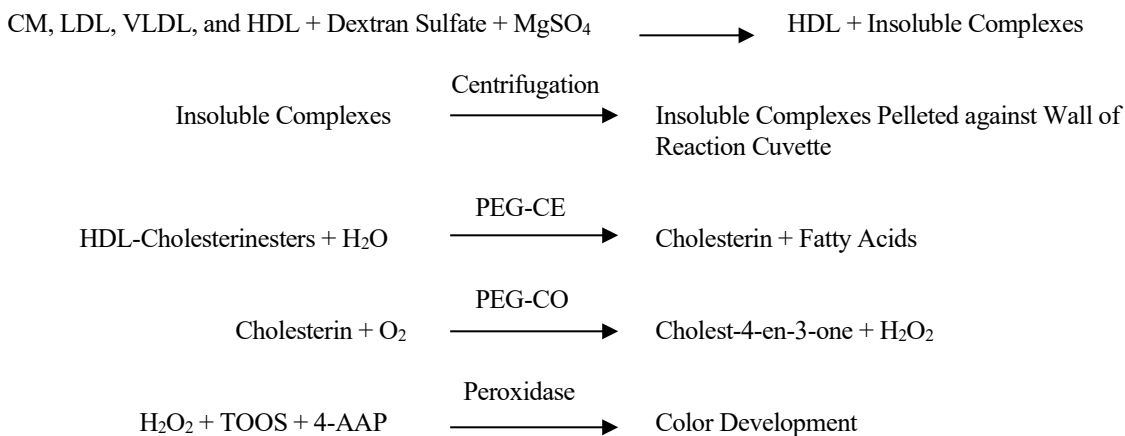 CM, LDL, VLDL, and HDL + Dextran Sulfate + MgSO₄ HDL + Insoluble Complexes
Centrifugation
Insoluble Complexes Insoluble Complexes Pelleted against Wall of
Reaction Cuvette
PEG-CE
HDL-Cholesterinesters + H₂O Cholesterin + Fatty Acids
PEG-CO
Cholesterin + O₂ Cholest-4-en-3-one + H₂O₂
Peroxidase
H₂O₂ + TOOS + 4-AAP Color Development